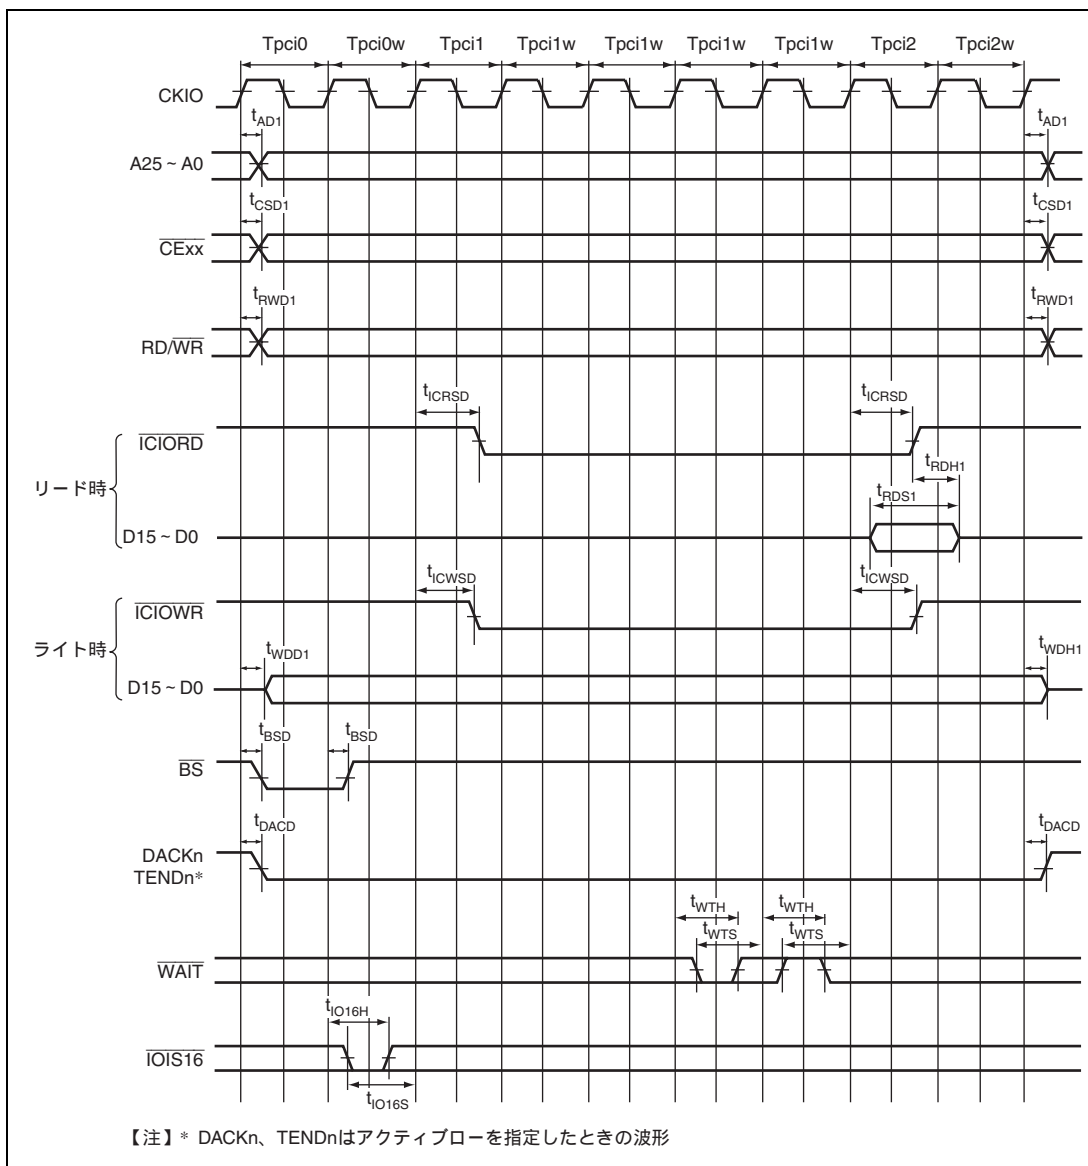 Tpci0 Tpci0w Tpci1 Tpci1w Tpci1w Tpci1w Tpci1w Tpci2 Tpci2w
CKIO
tAD1 tAD1
A25 ~ A0
tCSD1 tCSD1
CExx
tRWD1 tRWD1
RD/WR
tICRSD tICRSD
ICIORD
tRDH1
リード時
tRDS1
D15 ~ D0
tICWSD tICWSD
ICIOWR
ライト時
tWDD1 tWDH1
D15 ~ D0
tBSD tBSD
BS
tDACD tDACD
DACKn
TENDn*
tWTH tWTH
tWTS tWTS
WAIT
tIO16H
IOIS16
tIO16S
【注】* DACKn、TENDnはアクティブローを指定したときの波形